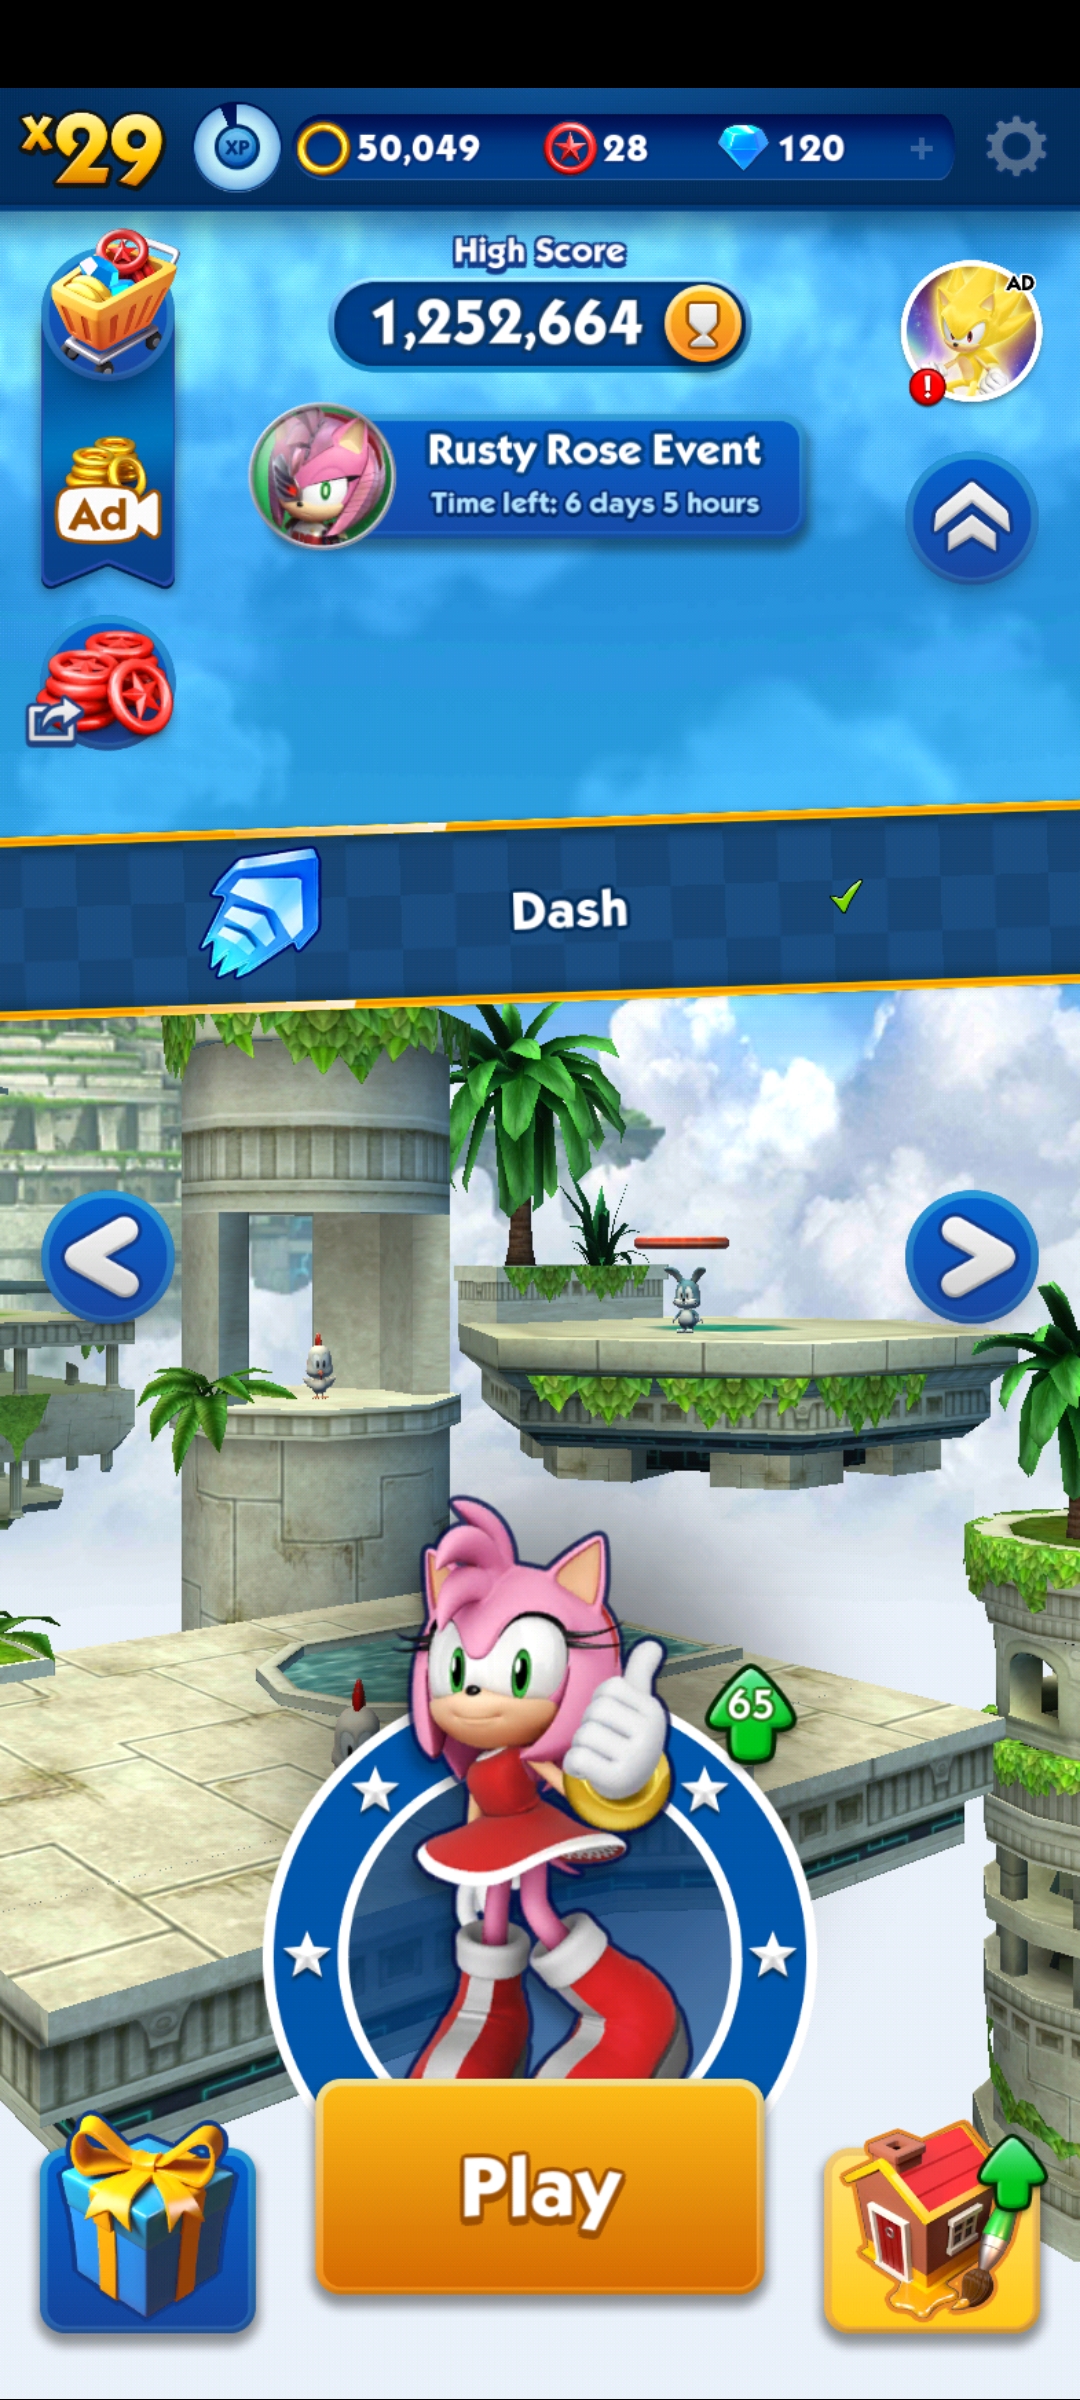 x29
XP
50,049
28
120
+
High Score
1,252,664
AD
!
Rusty Rose Event
Time left: 6 days 5 hours
Ad
Dash
65
Play